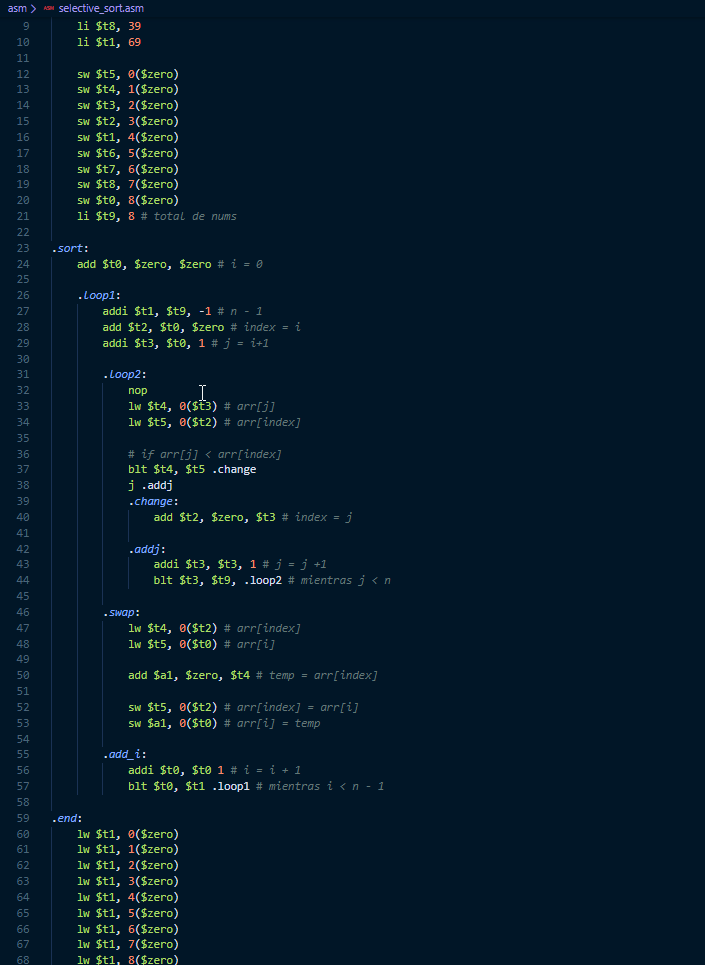 asm > ASM selective_sort.asm
9 li $t8, 39
10 li $t1, 69
11
12 sw $t5, 0($zero)
13 sw $t4, 1($zero)
14 sw $t3, 2($zero)
15 sw $t2, 3($zero)
16 sw $t1, 4($zero)
17 sw $t6, 5($zero)
18 sw $t7, 6($zero)
19 sw $t8, 7($zero)
20 sw $t0, 8($zero)
21 li $t9, 8 # total de nums
22
23 .sort:
24 add $t0, $zero, $zero # i = 0
25
26 .loop1:
27 addi $t1, $t9, -1 # n - 1
28 add $t2, $t0, $zero # index = i
29 addi $t3, $t0, 1 # j = i+1
30
31 .loop2:
32 nop
33 lw $t4, 0($t3) # arr[j]
34 lw $t5, 0($t2) # arr[index]
35
36 # if arr[j] < arr[index]
37 blt $t4, $t5 .change
38 j .addj
39 .change:
40 add $t2, $zero, $t3 # index = j
41
42 .addj:
43 addi $t3, $t3, 1 # j = j +1
44 blt $t3, $t9, .loop2 # mientras j < n
45
46 .swap:
47 lw $t4, 0($t2) # arr[index]
48 lw $t5, 0($t0) # arr[i]
49
50 add $a1, $zero, $t4 # temp = arr[index]
51
52 sw $t5, 0($t2) # arr[index] = arr[i]
53 sw $a1, 0($t0) # arr[i] = temp
54
55 .add_i:
56 addi $t0, $t0 1 # i = i + 1
57 blt $t0, $t1 .loop1 # mientras i < n - 1
58
59 .end:
60 lw $t1, 0($zero)
61 lw $t1, 1($zero)
62 lw $t1, 2($zero)
63 lw $t1, 3($zero)
64 lw $t1, 4($zero)
65 lw $t1, 5($zero)
66 lw $t1, 6($zero)
67 lw $t1, 7($zero)
68 lw $t1, 8($zero)